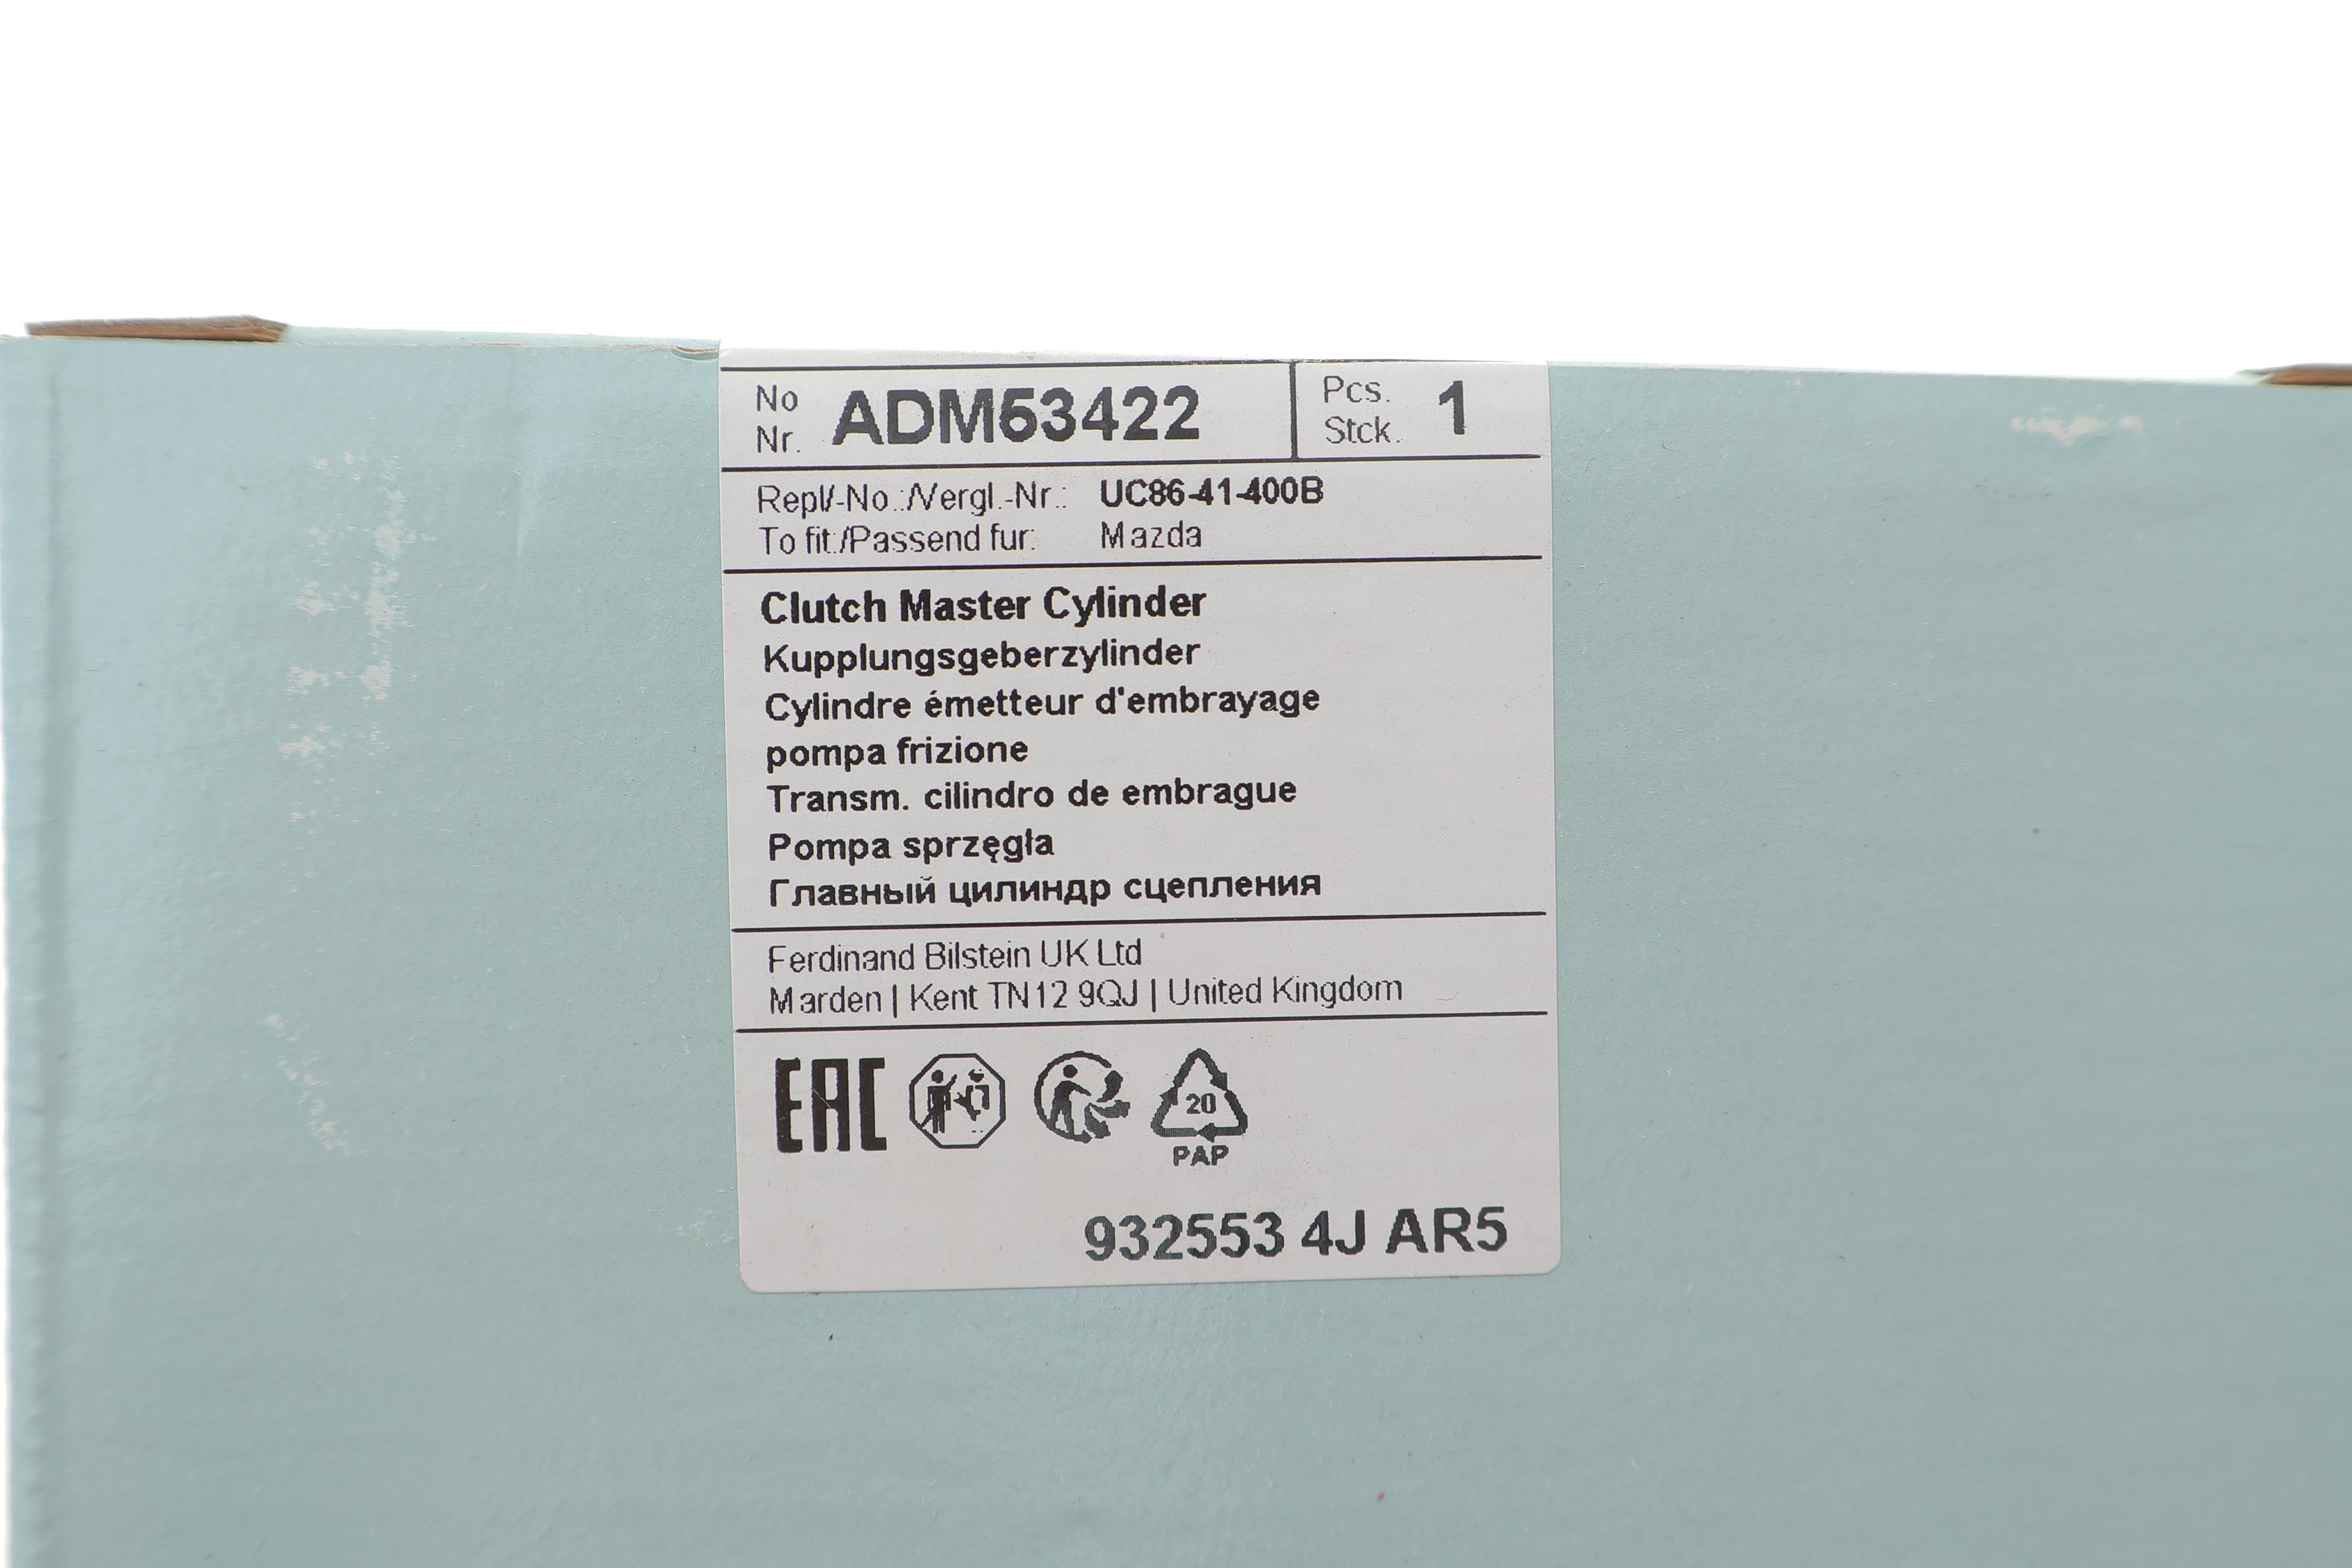 No
Nr. ADM53422 Pcs.
Stck. 1
Repl/-No.:/Vergl.-Nr.: UC86-41-400B
To fit:/Passend fur: Mazda
Clutch Master Cylinder
Kupplungsgeberzylinder
Cylindre émetteur d'embrayage
pompa frizione
Transm. cilindro de embrague
Pompa sprzęgła
Главный цилиндр сцепления
Ferdinand Bilstein UK Ltd
Marden | Kent TN12 9QJ | United Kingdom
EAC
20
PAP
932553 4J AR5